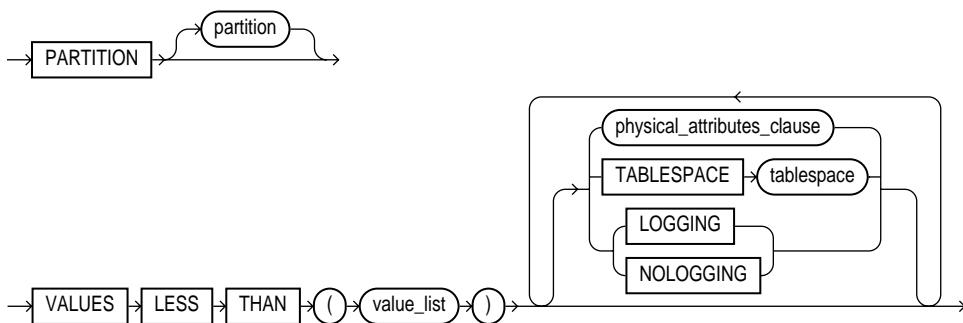 partition
PARTITION
physical_attributes_clause
TABLESPACE tablespace
LOGGING
NOLOGGING
VALUES LESS THAN ( value_list )